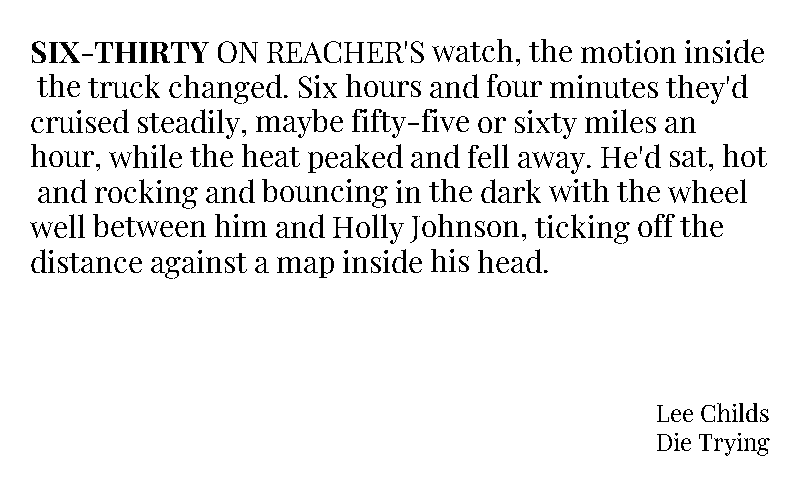 SIX-THIRTY ON REACHER'S watch, the motion inside
the truck changed. Six hours and four minutes they'd
cruised steadily, maybe fifty-five or sixty miles an
hour, while the heat peaked and fell away. He'd sat, hot
and rocking and bouncing in the dark with the wheel
well between him and Holly Johnson, ticking off the
distance against a map inside his head.
Lee Childs
Die Trying